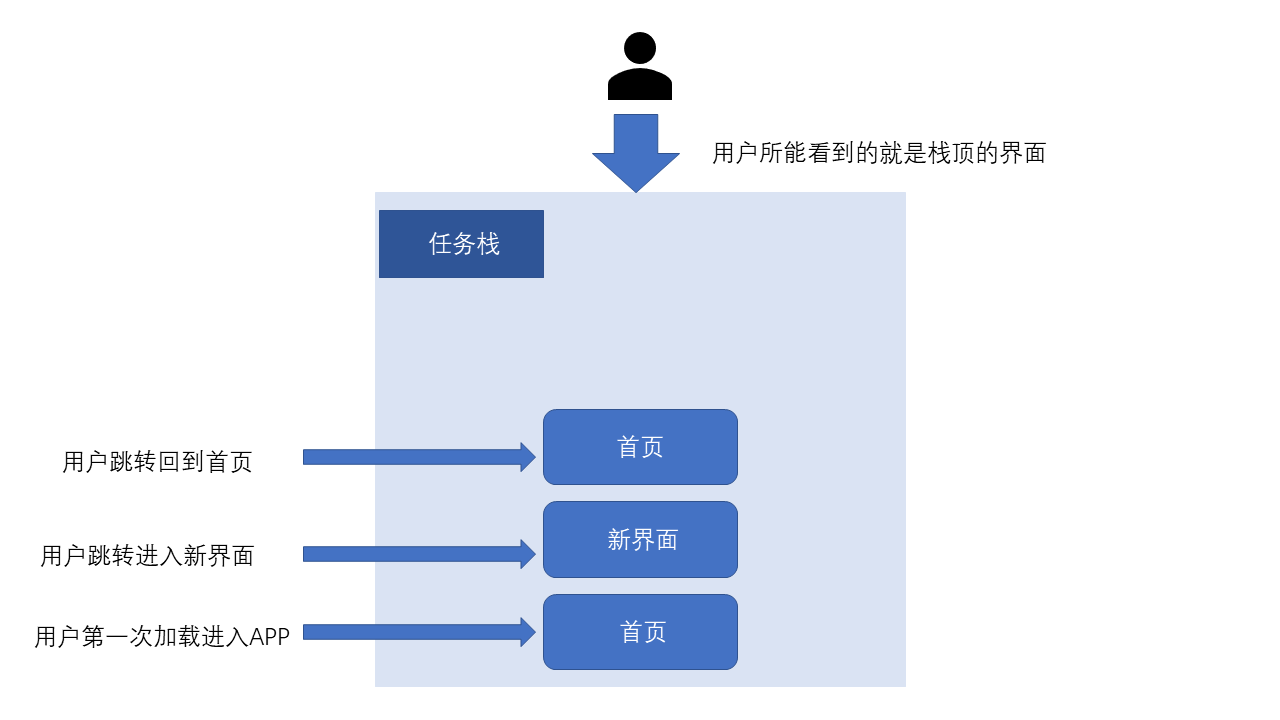 用户所能看到的就是栈顶的界面
任务栈
用户跳转回到首页
首页
用户跳转进入新界面
新界面
用户第一次加载进入APP
首页